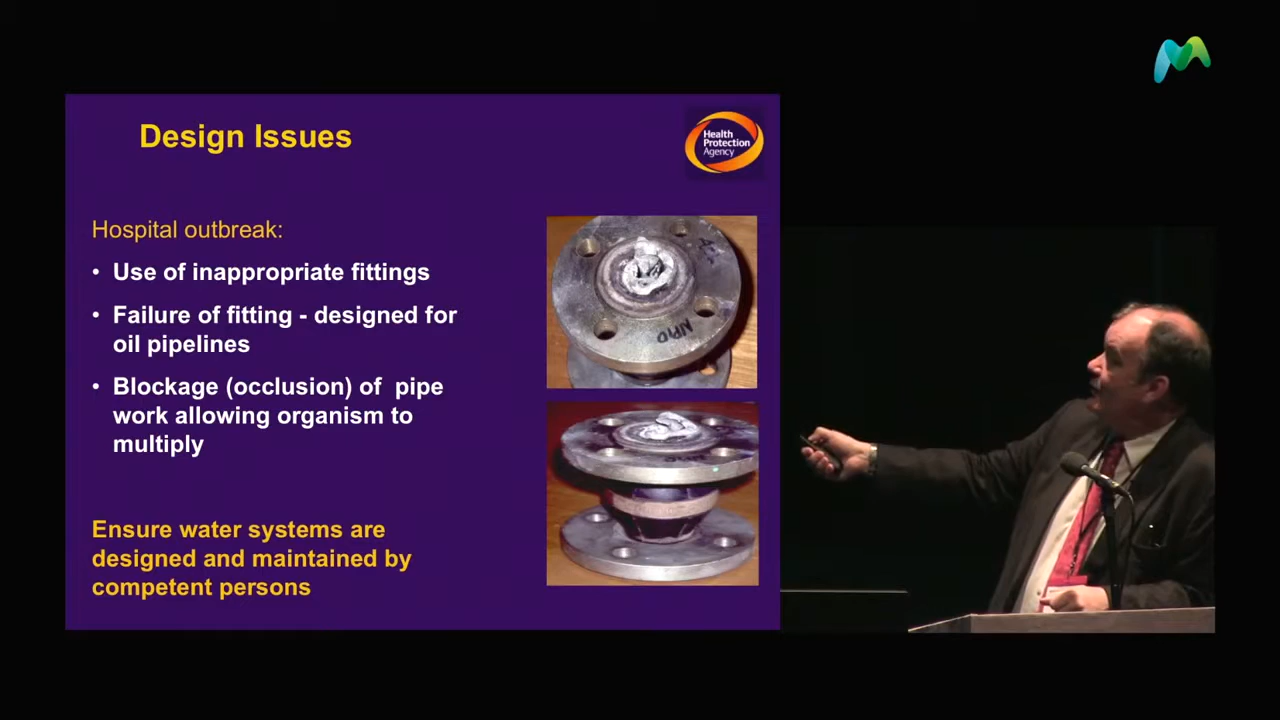 Design Issues
Health
Protection
Agency
Hospital outbreak:
• Use of inappropriate fittings
• Failure of fitting - designed for
oil pipelines
• Blockage (occlusion) of pipe
work allowing organism to
multiply
Ensure water systems are
designed and maintained by
competent persons